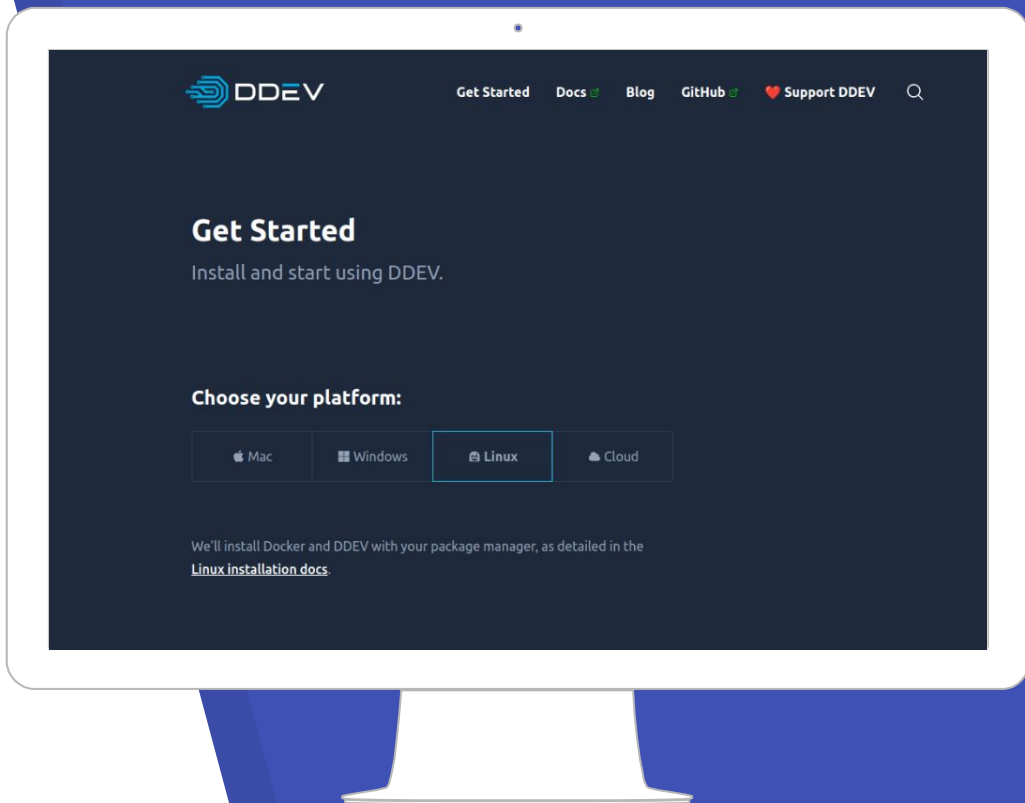 DDEV
Get Started Docs Blog GitHub Support DDEV
Get Started
Install and start using DDEV.
Choose your platform:
Mac Windows Linux Cloud
We'll install Docker and DDEV with your package manager, as detailed in the
Linux installation docs.